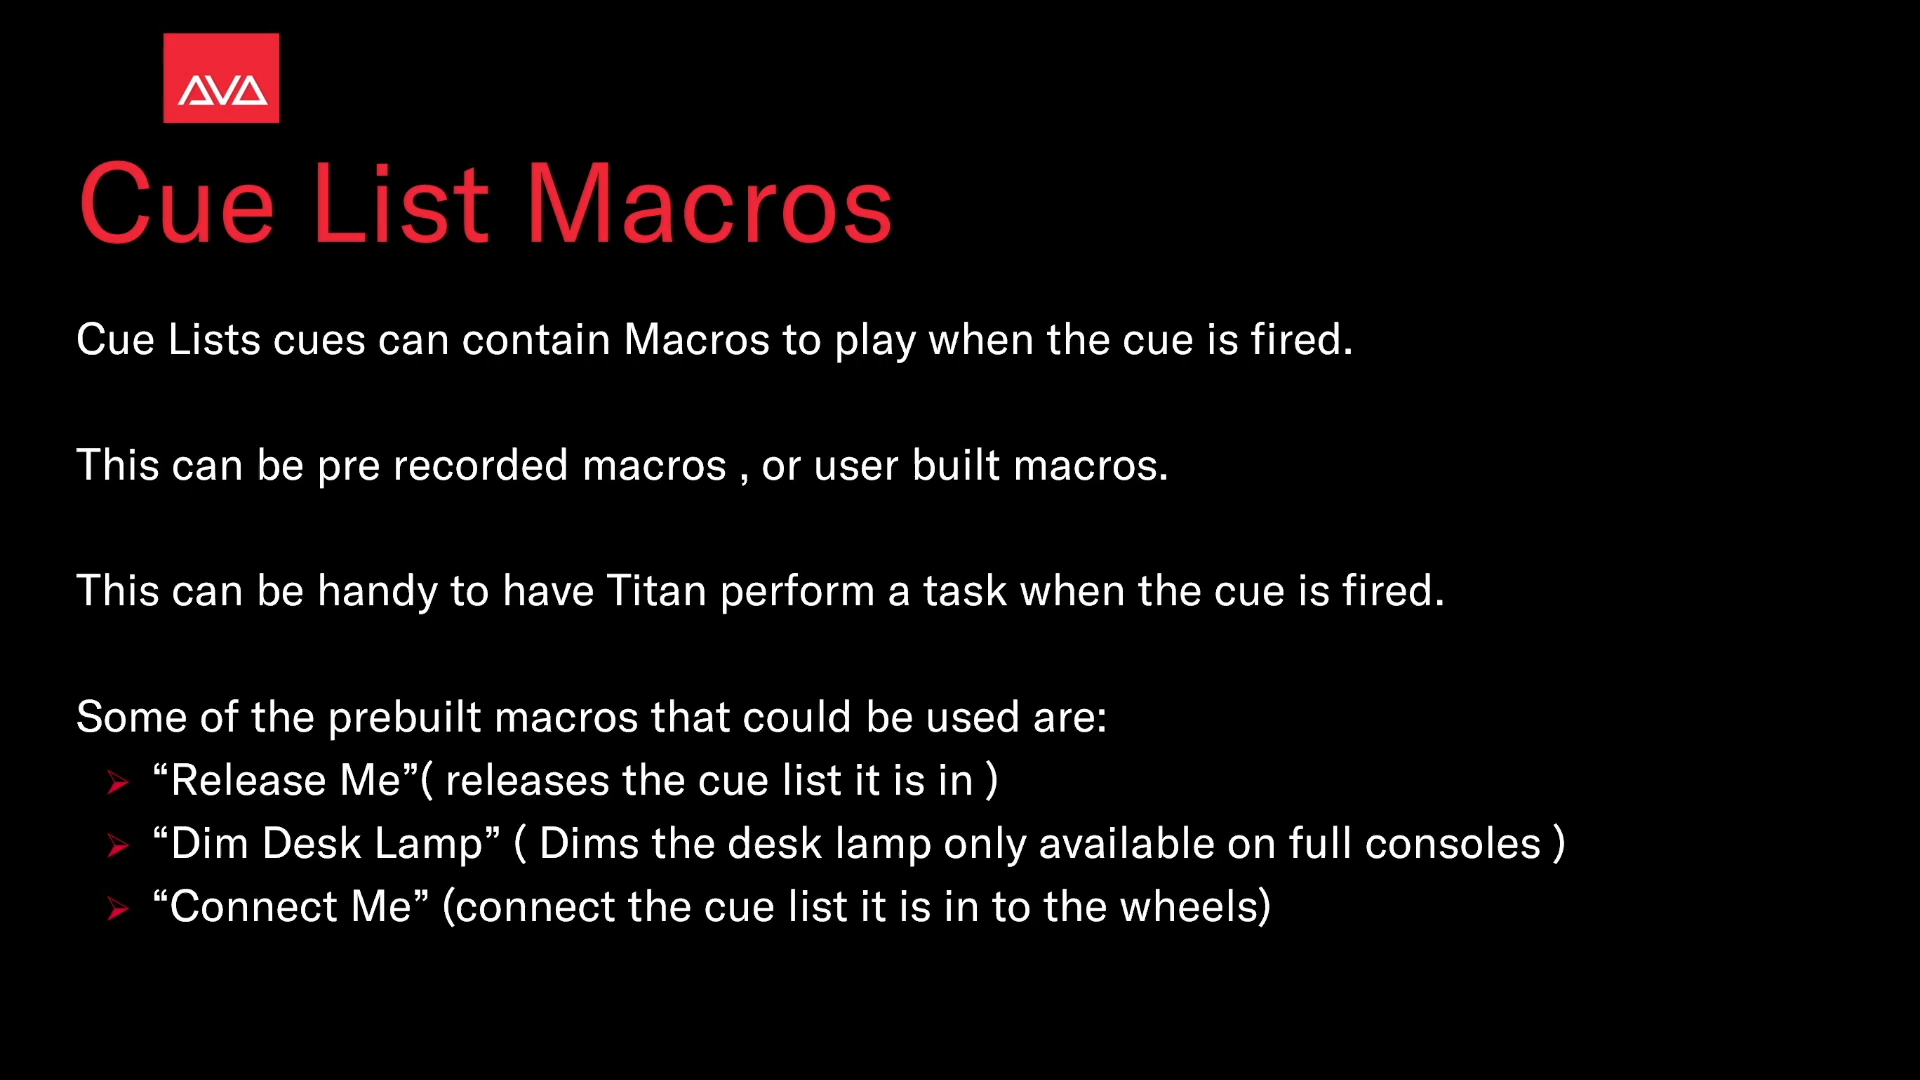 AVA
Cue List Macros
Cue Lists cues can contain Macros to play when the cue is fired.
This can be pre recorded macros , or user built macros.
This can be handy to have Titan perform a task when the cue is fired.
Some of the prebuilt macros that could be used are:
“Release Me”( releases the cue list it is in )
“Dim Desk Lamp” ( Dims the desk lamp only available on full consoles )
“Connect Me” (connect the cue list it is in to the wheels)